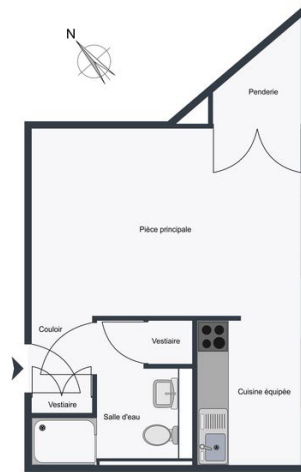 N
Penderie
Pièce principale
Couloir
Vestiaire
Cuisine équipée
Vestiaire
Salle d'eau